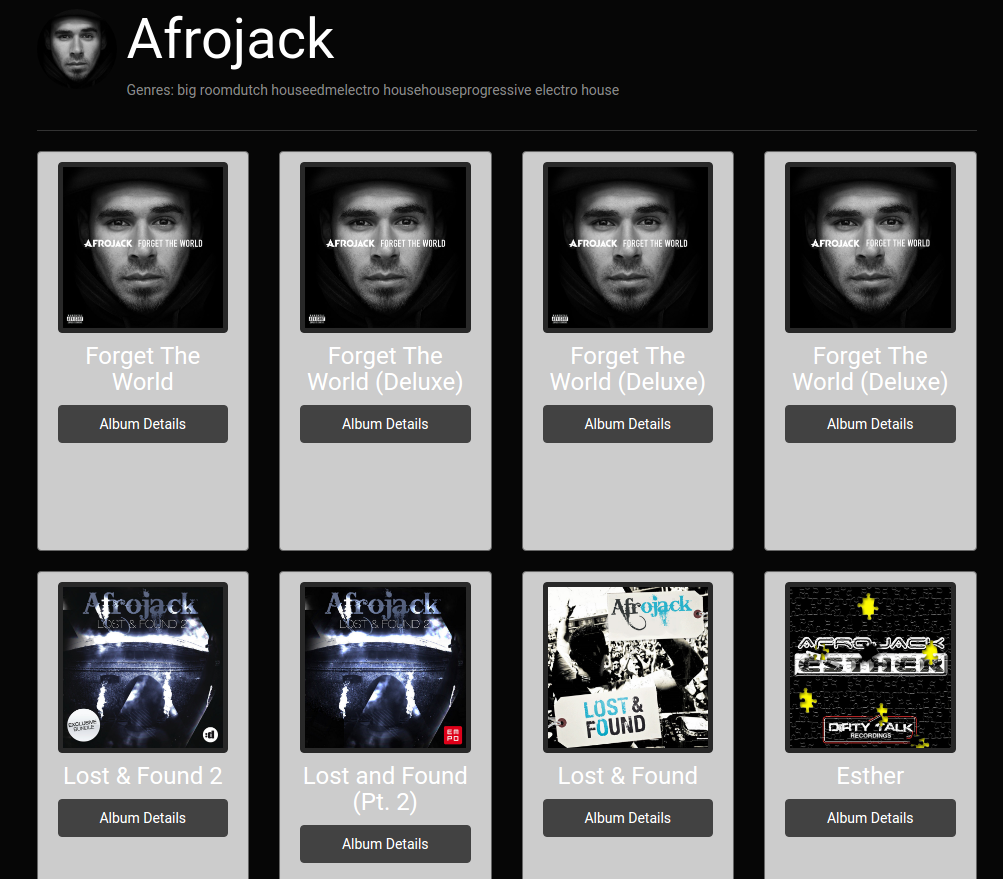 Afrojack
Genres: big roomdutch houseedmelectro househouseprogressive electro house
AFROJACK FORGET THE WORLD
Forget The
World
Album Details
AFROJACK FORGET THE WORLD
Forget The
World (Deluxe)
Album Details
AFROJACK FORGET THE WORLD
Forget The
World (Deluxe)
Album Details
AFROJACK FORGET THE WORLD
Forget The
World (Deluxe)
Album Details
Afrojack
LOST & FOUND 2
EXCLUSIVE
BUNDLE
:d
Lost & Found 2
Album Details
Afrojack
LOST & FOUND 2
Lost and Found
(Pt. 2)
Album Details
Afrojack
LOST &
FOUND
Lost & Found
Album Details
AFROJACK
ESTHER
DIRTY TALK
RECORDINGS
Esther
Album Details